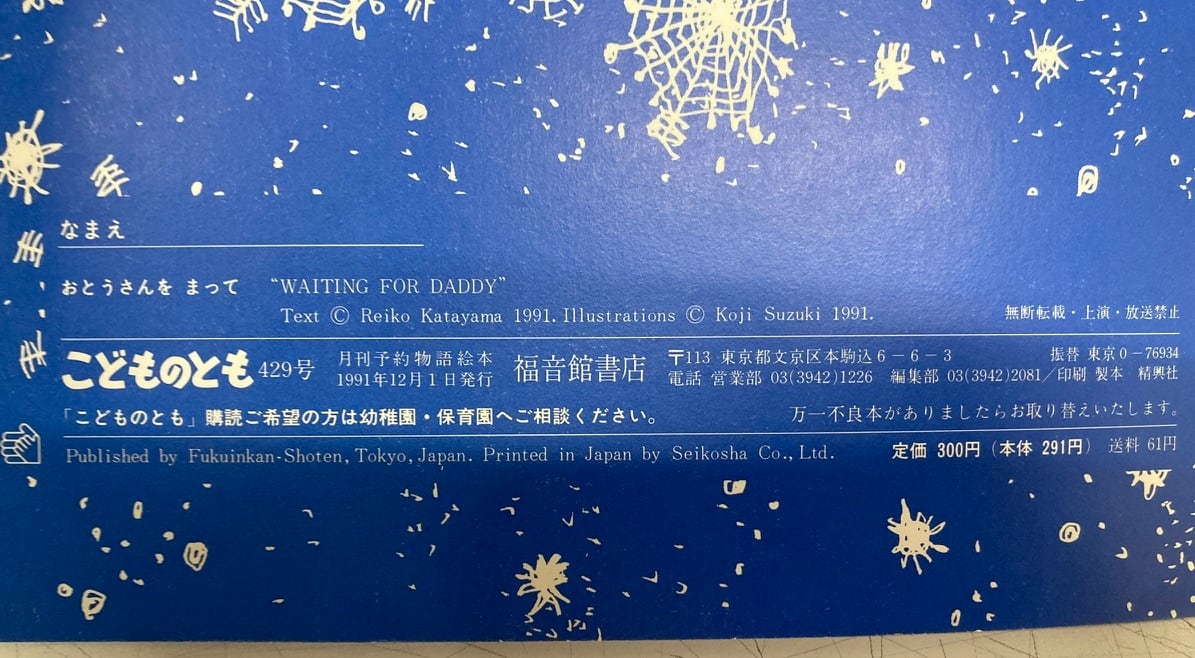 なまえ
おとうさんを まって “WAITING FOR DADDY”
Text © Reiko Katayama 1991. Illustrations © Koji Suzuki 1991.
無断転載・上演・放送禁止
こどものとも 429号
月刊予約物語絵本
1991年12月1日発行
福音館書店
〒113 東京都文京区本駒込6-6-3 振替 東京0-76934
電話 営業部 03(3942)1226 編集部 03(3942)2081/印刷 製本 精興社
「こどものとも」購読ご希望の方は幼稚園・保育園へご相談ください。 万一不良本がありましたらお取り替えいたします。
Published by Fukuinkan-Shoten, Tokyo, Japan. Printed in Japan by Seikosha Co., Ltd. 定価 300円(本体 291円) 送料 61円